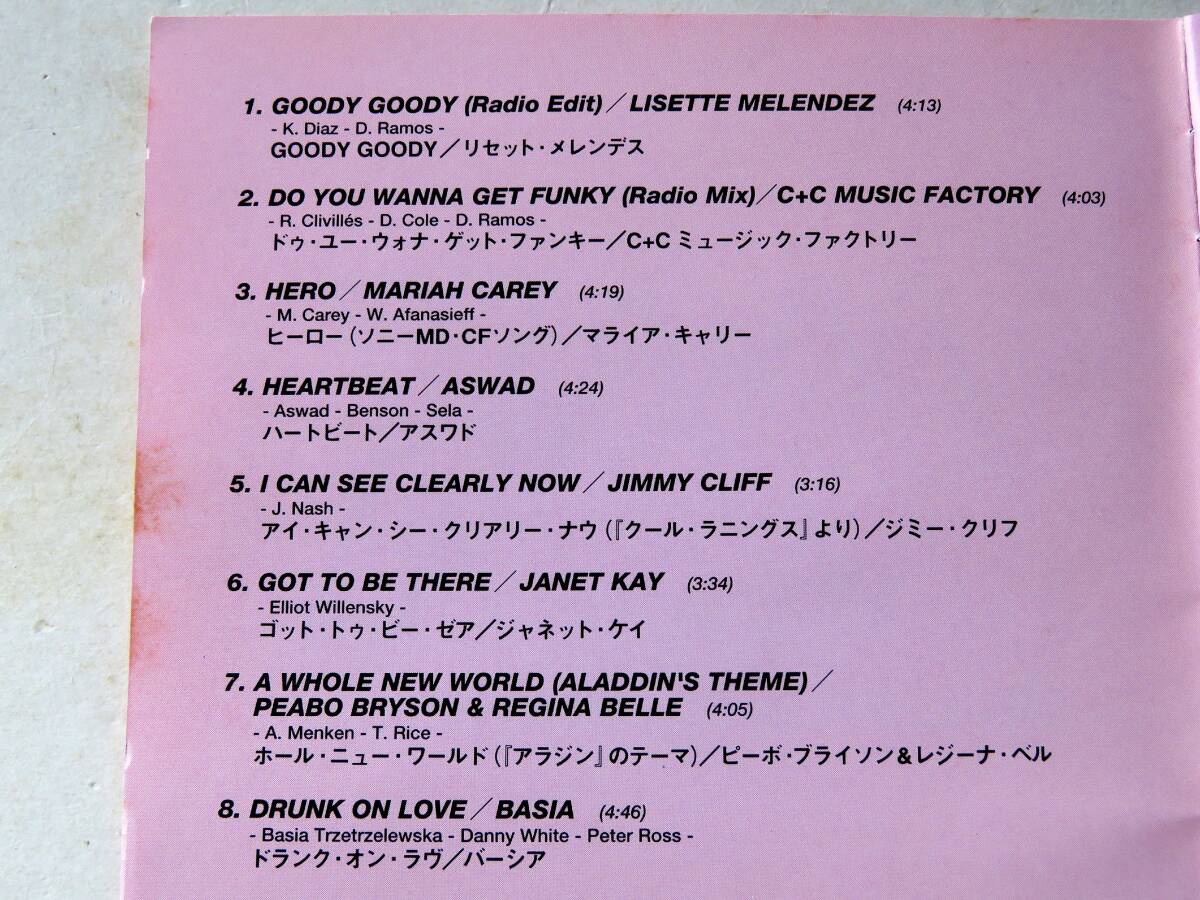 1. GOODY GOODY (Radio Edit)／LISETTE MELENDEZ (4:13)
- K. Diaz - D. Ramos -
GOODY GOODY／リセット・メレンデス
2. DO YOU WANNA GET FUNKY (Radio Mix)／C+C MUSIC FACTORY (4:03)
- R. Clivillés - D. Cole - D. Ramos -
ドゥ・ユー・ウォナ・ゲット・ファンキー／C+C ミュージック・ファクトリー
3. HERO／MARIAH CAREY (4:19)
- M. Carey - W. Afanasieff -
ヒーロー（ソニーMD・CFソング）／マライア・キャリー
4. HEARTBEAT／ASWAD (4:24)
- Aswad - Benson - Sela -
ハートビート／アスワド
5. I CAN SEE CLEARLY NOW／JIMMY CLIFF (3:16)
- J. Nash -
アイ・キャン・シー・クリアリー・ナウ（『クール・ラニングス』より）／ジミー・クリフ
6. GOT TO BE THERE／JANET KAY (3:34)
- Elliot Willensky -
ゴット・トゥ・ビー・ゼア／ジャネット・ケイ
7. A WHOLE NEW WORLD (ALADDIN'S THEME)／
PEABO BRYSON & REGINA BELLE (4:05)
- A. Menken - T. Rice -
ホール・ニュー・ワールド（『アラジン』のテーマ）／ピーボ・ブライソン＆レジーナ・ベル
8. DRUNK ON LOVE／BASIA (4:46)
- Basia Trzetrzelewska - Danny White - Peter Ross -
ドランク・オン・ラヴ／バーシア